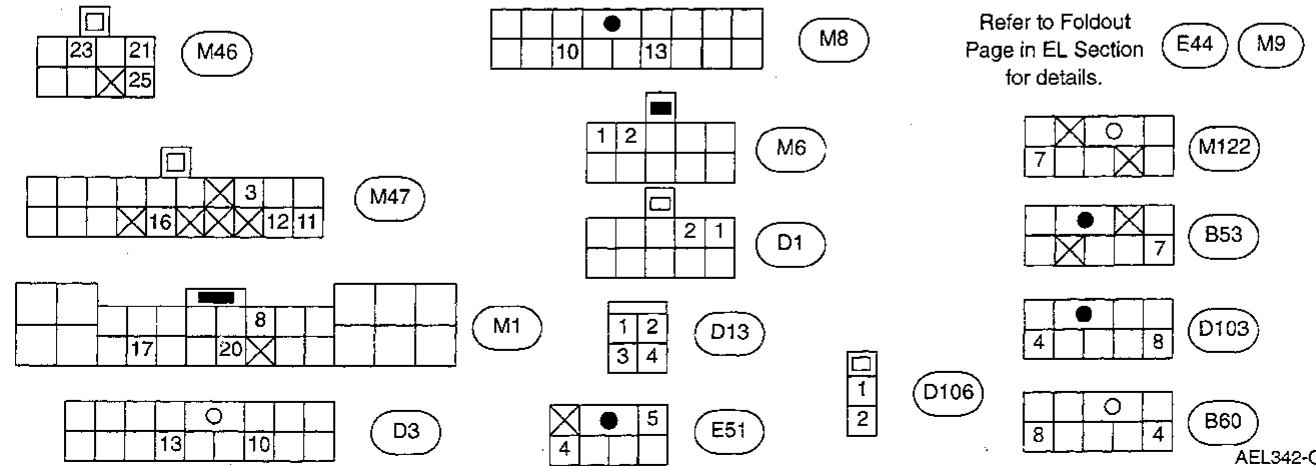 23 21
25
M46
3
16 12 11
M47
8
17 20
M1
13 10
D3
10 13
M8
1 2
M6
2 1
D1
1 2
3 4
D13
5
4
E51
1
2
D106
Refer to Foldout
Page in EL Section
for details.
E44 M9
7
M122
7
B53
4 8
D103
8 4
B60